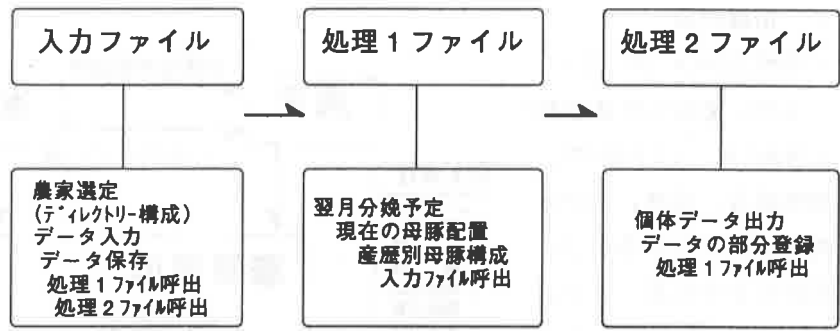 入力ファイル
処理1ファイル
処理2ファイル
農家選定
(ﾃﾞｨﾚｸﾄﾘｰ構成)
データ入力
データ保存
処理1ﾌｧｲﾙ呼出
処理2ﾌｧｲﾙ呼出
翌月分娩予定
現在の母豚配置
産歴別母豚構成
入力ﾌｧｲﾙ呼出
個体データ出力
データの部分登録
処理1ﾌｧｲﾙ呼出